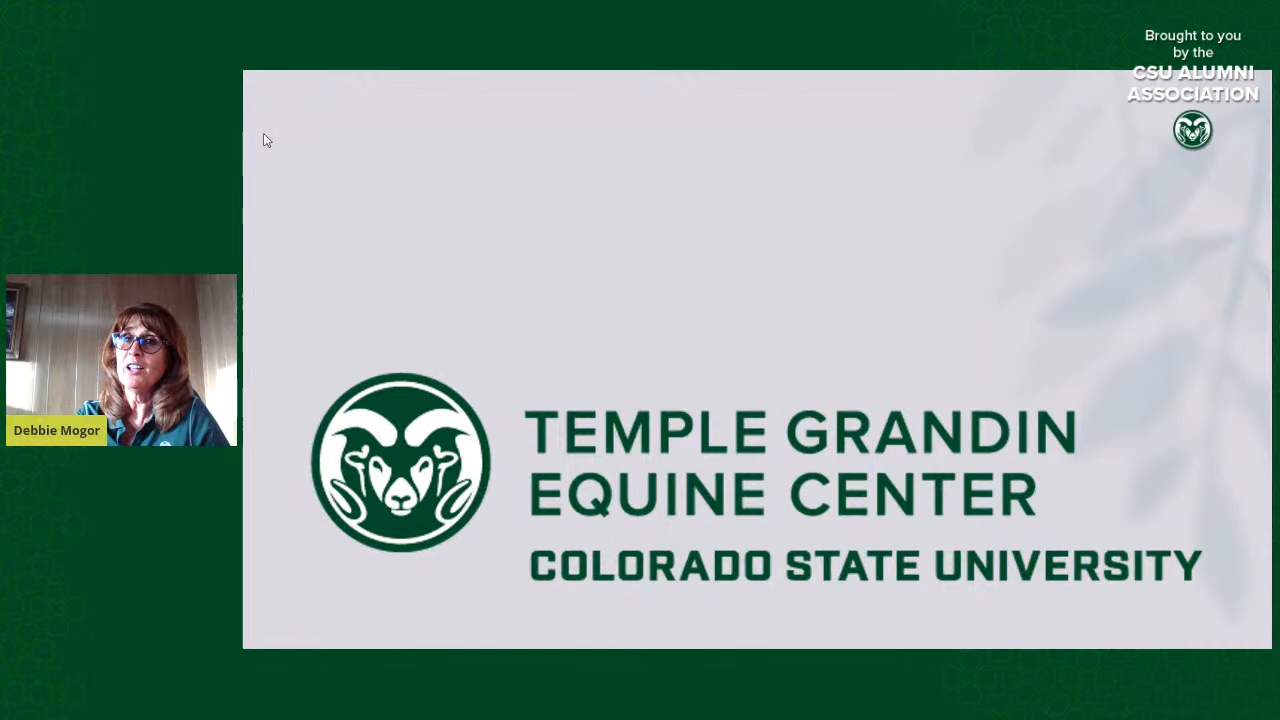 Brought to you
by the
CSU ALUMNI
ASSOCIATION
Debbie Mogor
TEMPLE GRANDIN
EQUINE CENTER
COLORADO STATE UNIVERSITY